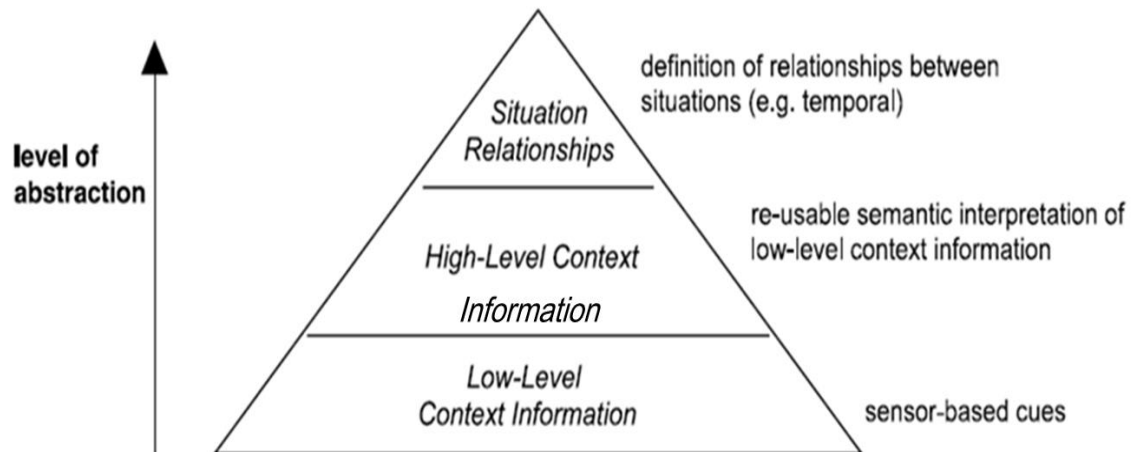 definition of relationships between
situations (e.g. temporal)
Situation
Relationships
level of
abstraction
re-usable semantic interpretation of
low-level context information
High-Level Context
Information
Low-Level
Context Information
sensor-based cues